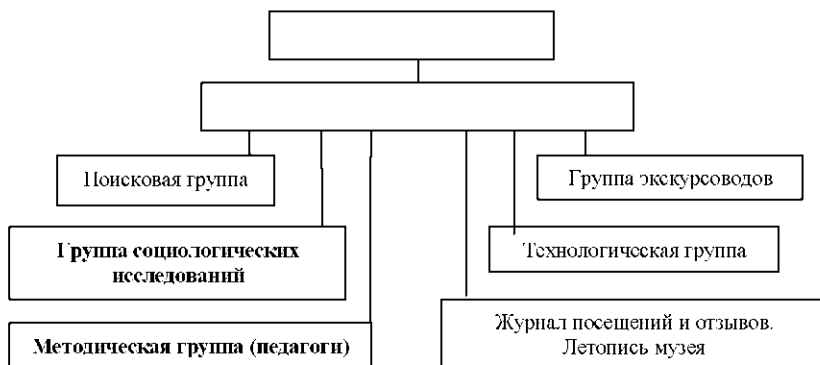 Поисковая группа
Группа экскурсоводов
Группа социологических
исследований
Технологическая группа
Журнал посещений и отзывов.
Летопись музея
Методическая группа (педагоги)